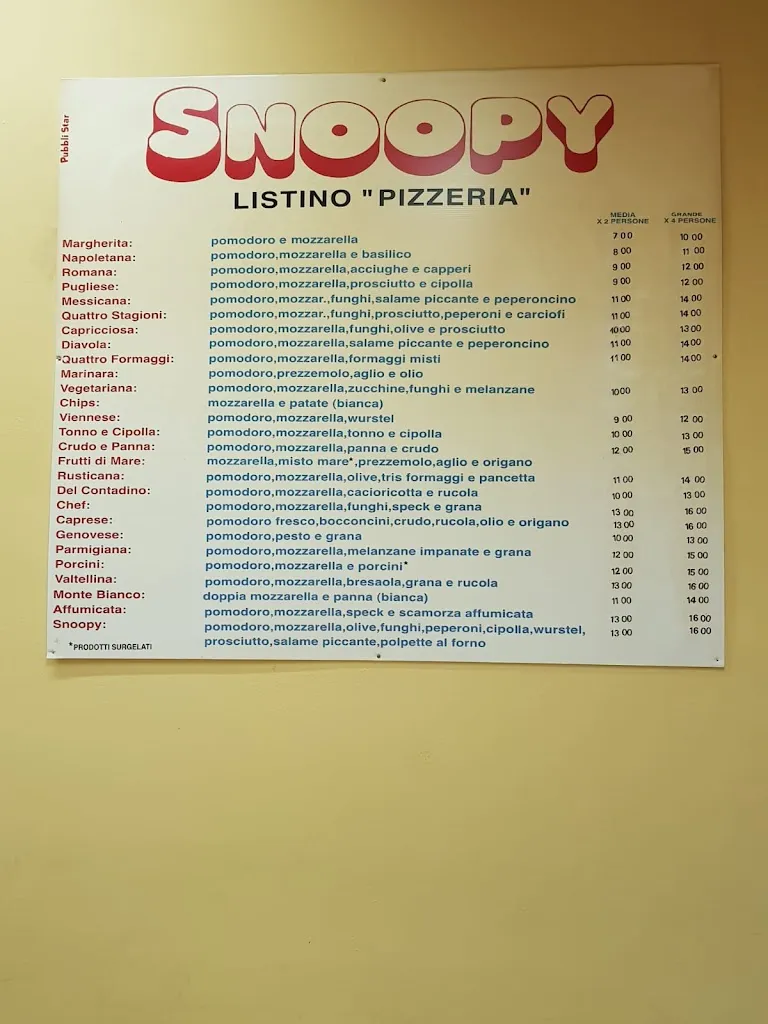 Pubbli Star
SNOOPY
LISTINO "PIZZERIA"
MEDIA GRANDE
X 2 PERSONE X 4 PERSONE
Margherita: pomodoro e mozzarella 7 00 10 00
Napoletana: pomodoro,mozzarella e basilico 8 00 11 00
Romana: pomodoro,mozzarella,acciughe e capperi 9 00 12 00
Pugliese: pomodoro,mozzarella,prosciutto e cipolla 9 00 12 00
Messicana: pomodoro,mozzar.,funghi,salame piccante e peperoncino 11 00 14 00
Quattro Stagioni: pomodoro,mozzar.,funghi,prosciutto,peperoni e carciofi 11 00 14 00
Capricciosa: pomodoro,mozzarella,funghi,olive e prosciutto 10 00 13 00
Diavola: pomodoro,mozzarella,salame piccante e peperoncino 11 00 14 00
Quattro Formaggi: pomodoro,mozzarella,formaggi misti 11 00 14 00
Marinara: pomodoro,prezzemolo,aglio e olio
Vegetariana: pomodoro,mozzarella,zucchine,funghi e melanzane 10 00 13 00
Chips: mozzarella e patate (bianca)
Viennese: pomodoro,mozzarella,wurstel 9 00 12 00
Tonno e Cipolla: pomodoro,mozzarella,tonno e cipolla 10 00 13 00
Crudo e Panna: pomodoro,mozzarella,panna e crudo 12 00 15 00
Frutti di Mare: mozzarella,misto mare*,prezzemolo,aglio e origano
Rusticana: pomodoro,mozzarella,olive,tris formaggi e pancetta 11 00 14 00
Del Contadino: pomodoro,mozzarella,cacioricotta e rucola 10 00 13 00
Chef: pomodoro,mozzarella,funghi,speck e grana 13 00 16 00
Caprese: pomodoro fresco,bocconcini,crudo,rucola,olio e origano 13 00 16 00
Genovese: pomodoro,pesto e grana 10 00 13 00
Parmigiana: pomodoro,mozzarella,melanzane impanate e grana 12 00 15 00
Porcini: pomodoro,mozzarella e porcini* 12 00 15 00
Valtellina: pomodoro,mozzarella,bresaola,grana e rucola 13 00 16 00
Monte Bianco: doppia mozzarella e panna (bianca) 11 00 14 00
Affumicata: pomodoro,mozzarella,speck e scamorza affumicata 13 00 16 00
Snoopy: pomodoro,mozzarella,olive,funghi,peperoni,cipolla,wurstel, 13 00 16 00
prosciutto,salame piccante,polpette al forno
*PRODOTTI SURGELATI